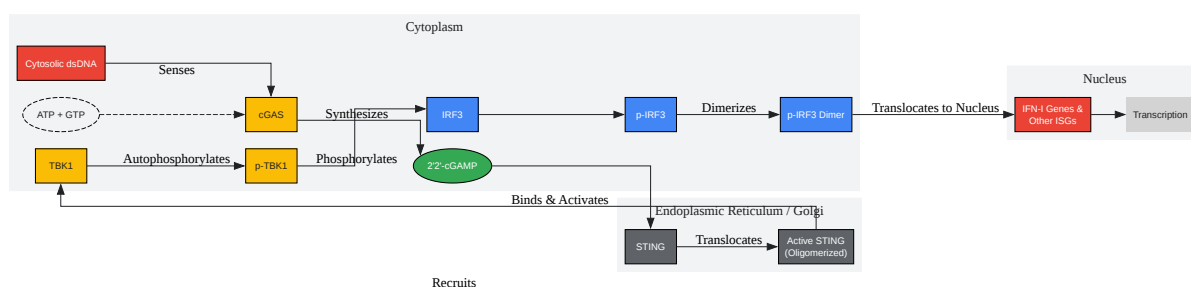 Cytoplasm
Cytosolic dsDNA
Senses
Nucleus
ATP + GTP
cGAS
Synthesizes
IRF3
p-IRF3
Dimerizes
p-IRF3 Dimer
Translocates to Nucleus
IFN-I Genes &
Other ISGs
Transcription
TBK1
Autophosphorylates
p-TBK1
Phosphorylates
2'2'-cGAMP
Binds & Activates
Endoplasmic Reticulum / Golgi
STING
Translocates
Active STING
(Oligomerized)
Recruits